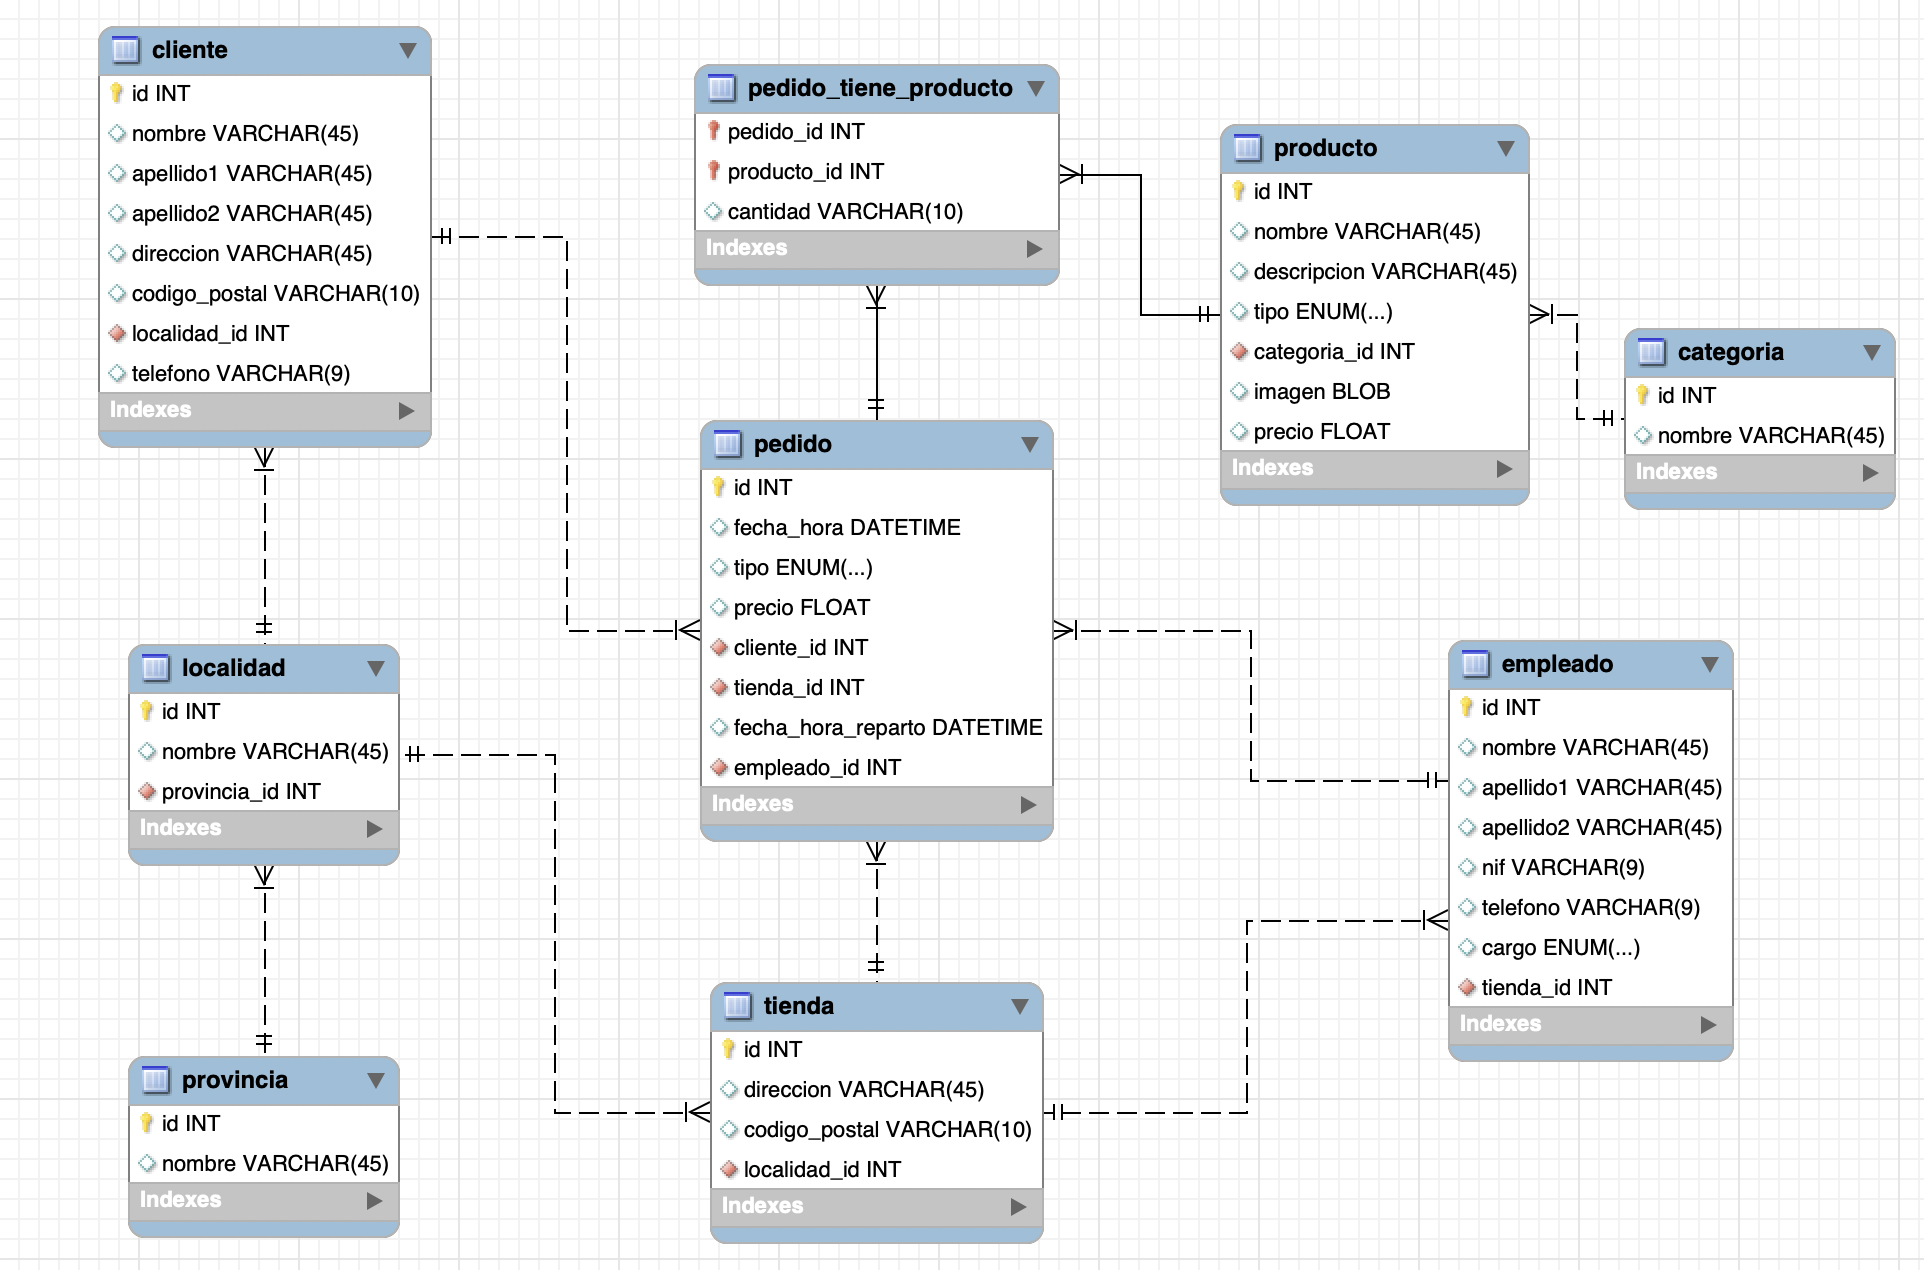 cliente
id INT
nombre VARCHAR(45)
apellido1 VARCHAR(45)
apellido2 VARCHAR(45)
direccion VARCHAR(45)
codigo_postal VARCHAR(10)
localidad_id INT
telefono VARCHAR(9)
Indexes
pedido_tiene_producto
pedido_id INT
producto_id INT
cantidad VARCHAR(10)
Indexes
producto
id INT
nombre VARCHAR(45)
descripcion VARCHAR(45)
tipo ENUM(...)
categoria_id INT
imagen BLOB
precio FLOAT
Indexes
categoria
id INT
nombre VARCHAR(45)
Indexes
pedido
id INT
fecha_hora DATETIME
tipo ENUM(...)
precio FLOAT
cliente_id INT
tienda_id INT
fecha_hora_reparto DATETIME
empleado_id INT
Indexes
localidad
id INT
nombre VARCHAR(45)
provincia_id INT
Indexes
empleado
id INT
nombre VARCHAR(45)
apellido1 VARCHAR(45)
apellido2 VARCHAR(45)
nif VARCHAR(9)
telefono VARCHAR(9)
cargo ENUM(...)
tienda_id INT
Indexes
provincia
id INT
nombre VARCHAR(45)
Indexes
tienda
id INT
direccion VARCHAR(45)
codigo_postal VARCHAR(10)
localidad_id INT
Indexes